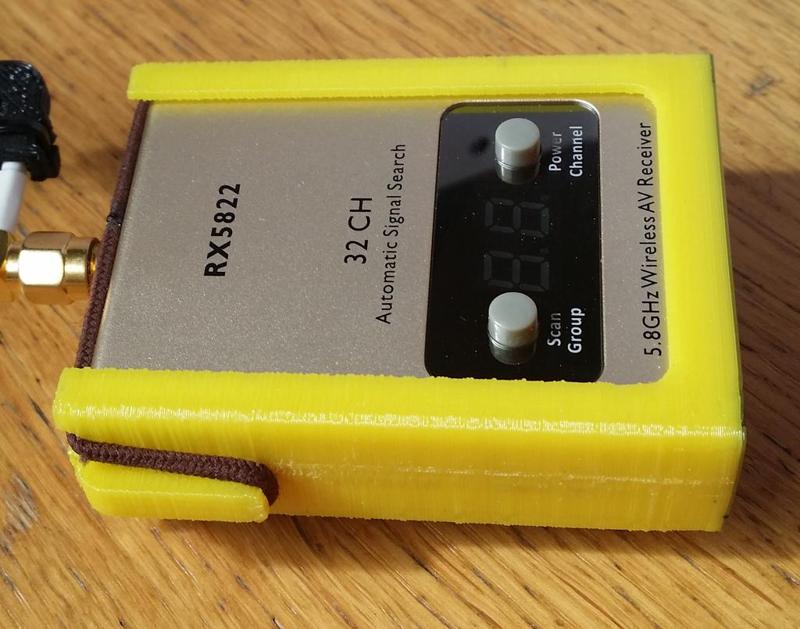 RX5822
32 CH
Automatic Signal Search
Scan Power
Group Channel
5.8GHz Wireless AV Receiver